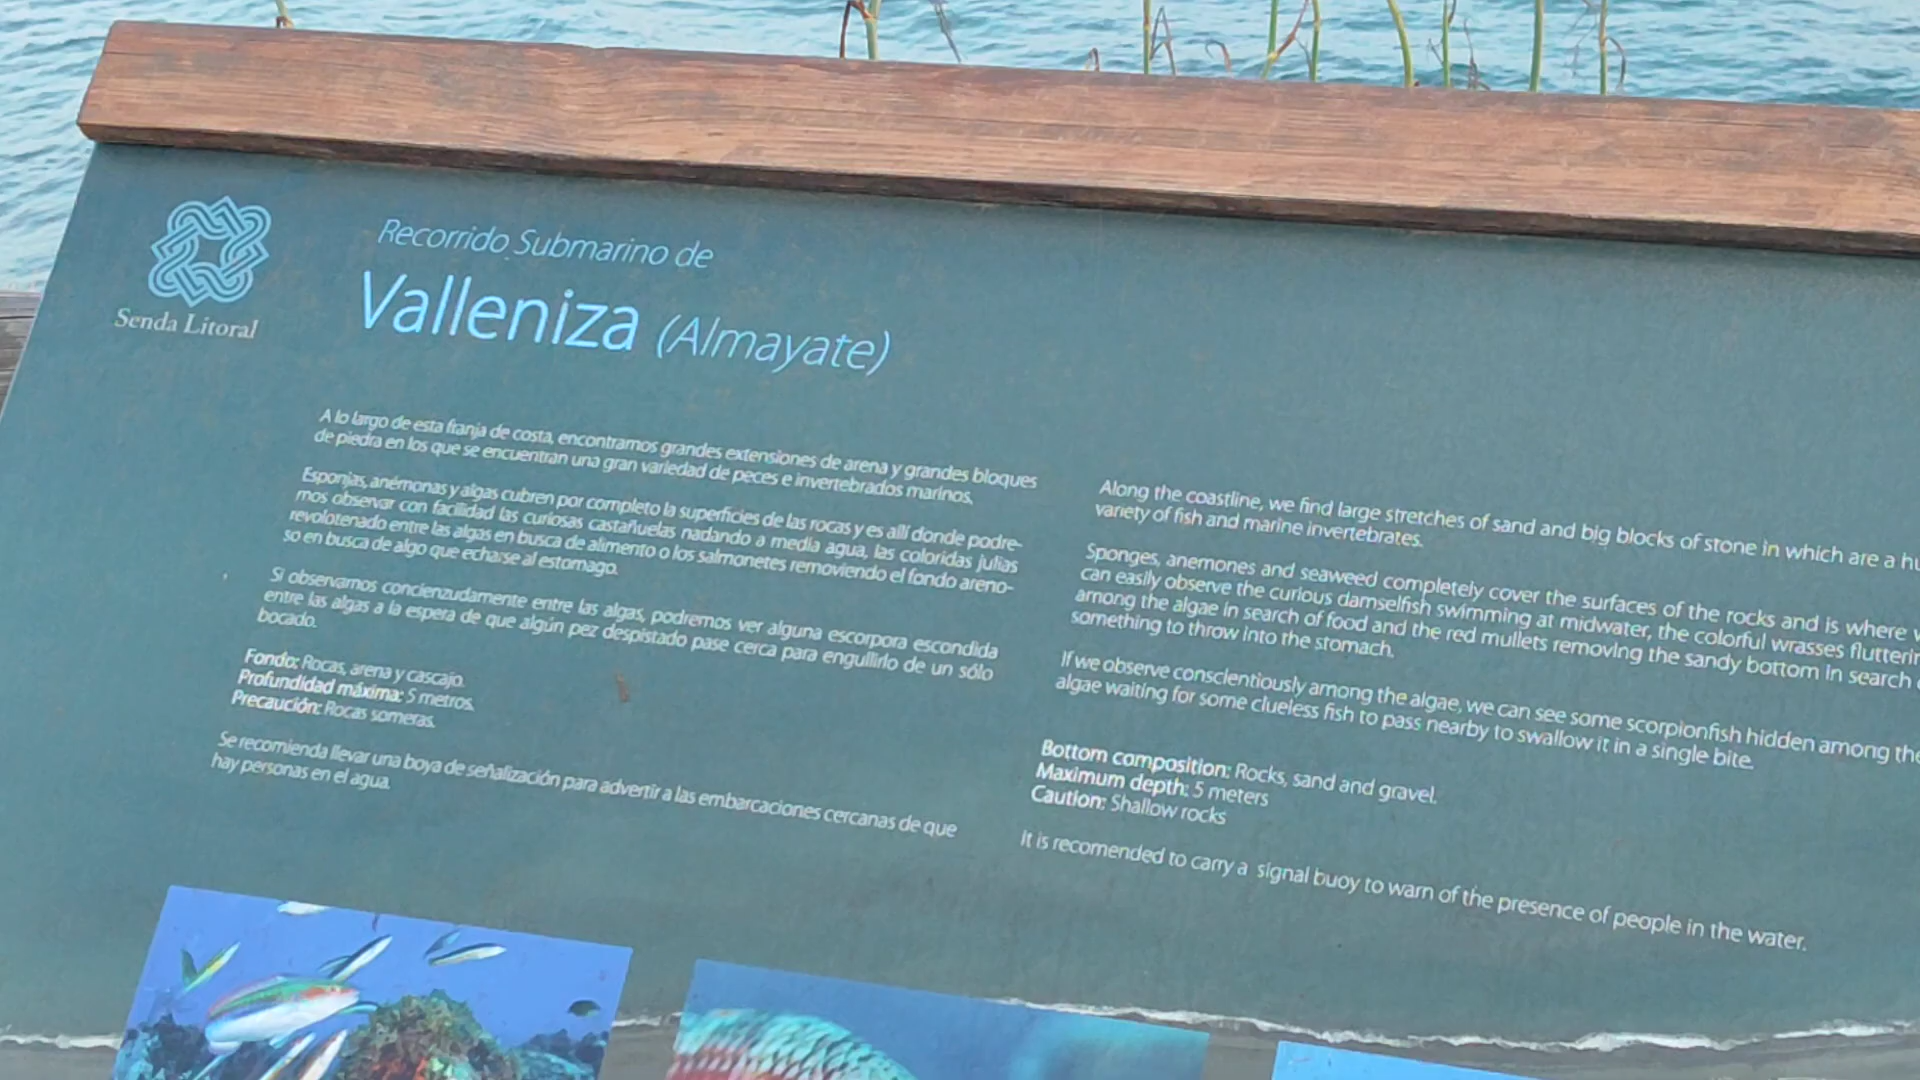 Senda Litoral
Recorrido Submarino de
Valleniza (Almayate)
A lo largo de esta franja de costa, encontramos grandes extensiones de arena y grandes bloques
de piedra en los que se encuentran una gran variedad de peces e invertebrados marinos.
Esponjas, anémonas y algas cubren por completo la superficies de las rocas y es allí donde podre-
mos observar con facilidad las curiosas castañuelas nadando a media agua, las coloridas julias
revolotenado entre las algas en busca de alimento o los salmonetes removiendo el fondo areno-
so en busca de algo que echarse al estomago.
Si observamos concienzudamente entre las algas, podremos ver alguna escorpora escondida
entre las algas a la espera de que algún pez despistado pase cerca para engullirlo de un sólo
bocado.
Fondo: Rocas, arena y cascajo.
Profundidad máxima: 5 metros.
Precaución: Rocas someras.
Se recomienda llevar una boya de señalización para advertir a las embarcaciones cercanas de que
hay personas en el agua.
Along the coastline, we find large stretches of sand and big blocks of stone in which are a
variety of fish and marine invertebrates.
Sponges, anemones and seaweed completely cover the surfaces of the rocks and is where
can easily observe the curious damselfish swimming at midwater, the colorful wrasses
among the algae in search of food and the red mullets removing the sandy bottom in search
something to throw into the stomach.
If we observe conscientiously among the algae, we can see some scorpionfish hidden among the
algae waiting for some clueless fish to pass nearby to swallow it in a single bite.
Bottom composition: Rocks, sand and gravel.
Maximum depth: 5 meters
Caution: Shallow rocks
It is recomended to carry a signal buoy to warn of the presence of people in the water.